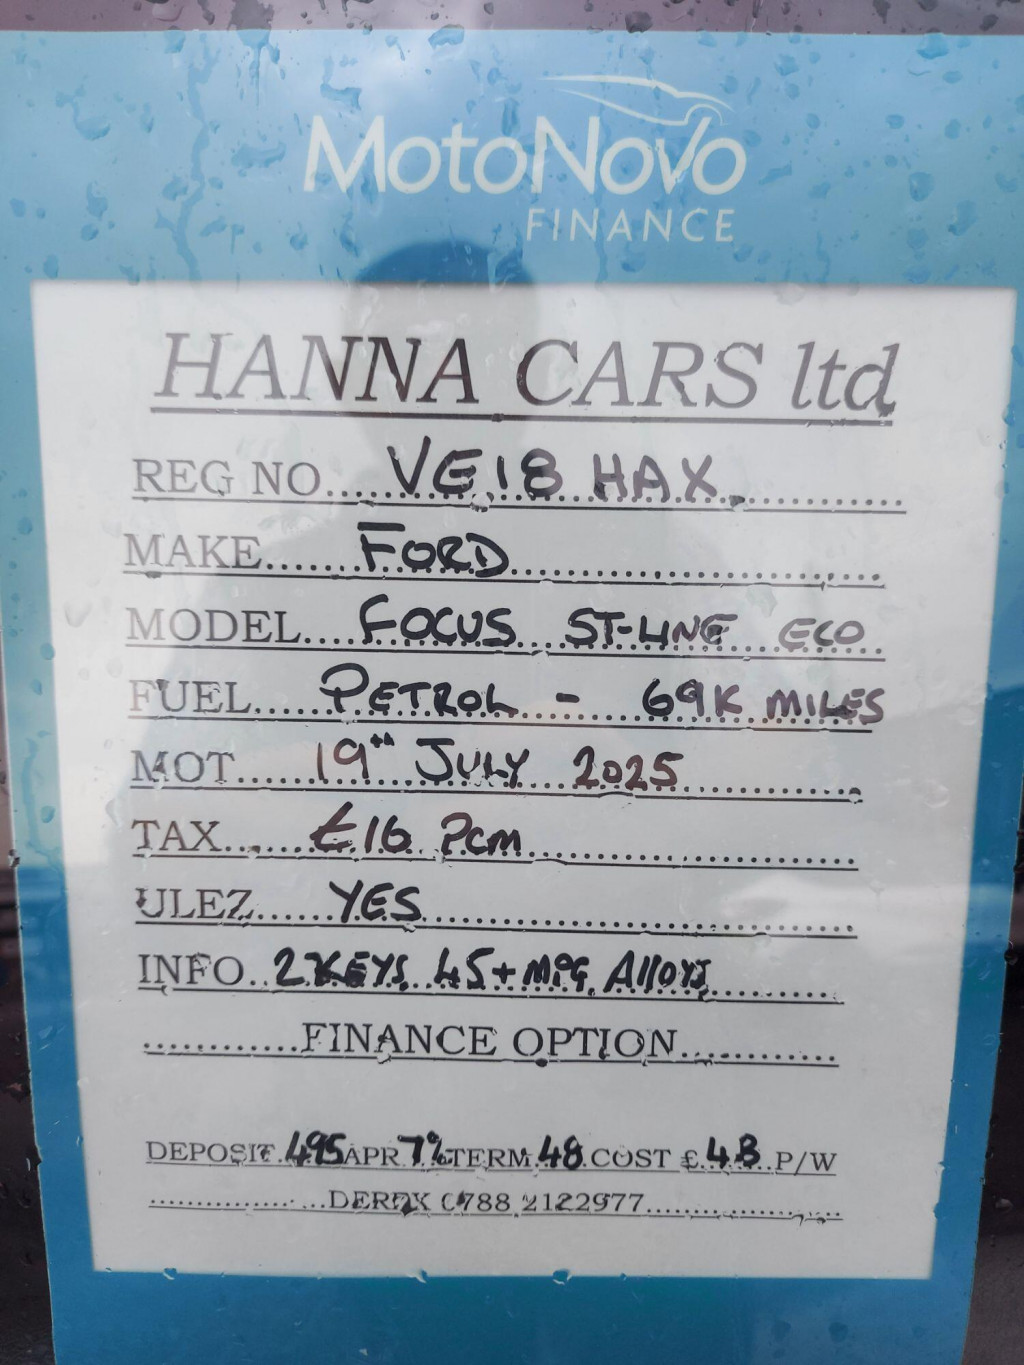 MotoNovo
FINANCE
HANNA CARS ltd
REG NO.....VE18 HAX...............
MAKE.......FORD.............................
MODEL....FOCUS...ST-LINE...ECO
FUEL.....PETROL - 69K MILES
MOT......19th JULY 2025................
TAX.........£16 Pcm..........................
ULEZ......YES...................................
INFO..2 KEYS, 45+ MPG, Alloys...........
............FINANCE OPTION............
DEPOSIT.495 APR 7% TERM.48.COST £.43..P/W
....................DEREK 0788 2122977......................